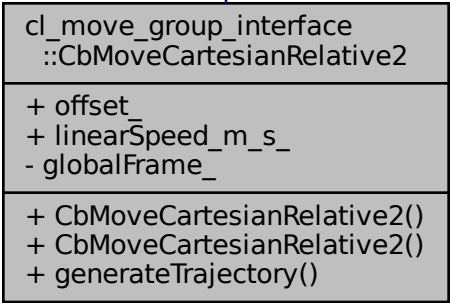 cl_move_group_interface
::CbMoveCartesianRelative2
+ offset_
+ linearSpeed_m_s_
- globalFrame_
+ CbMoveCartesianRelative2()
+ CbMoveCartesianRelative2()
+ generateTrajectory()